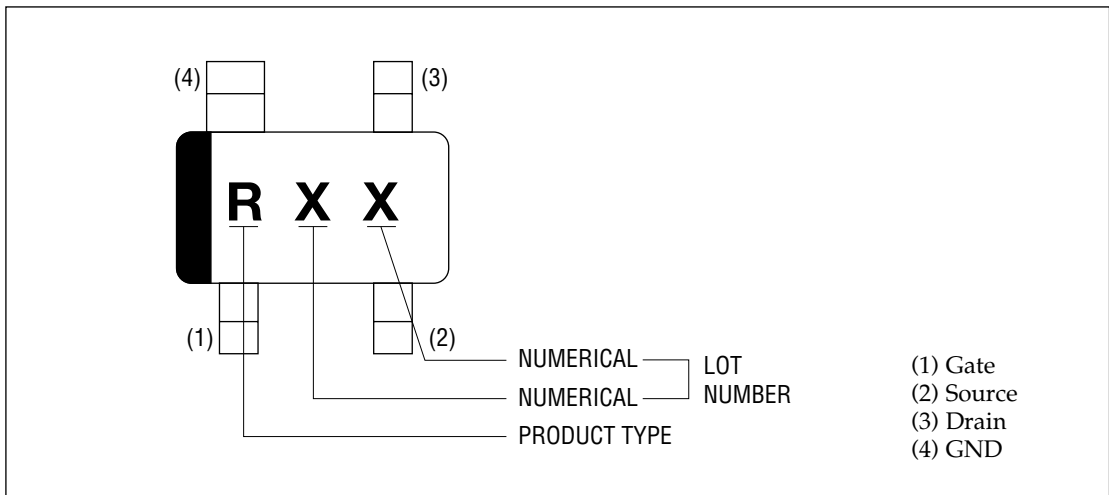 (4)
(3)
R X X
(1)
(2)
NUMERICAL
NUMERICAL
LOT
NUMBER
PRODUCT TYPE
(1) Gate
(2) Source
(3) Drain
(4) GND